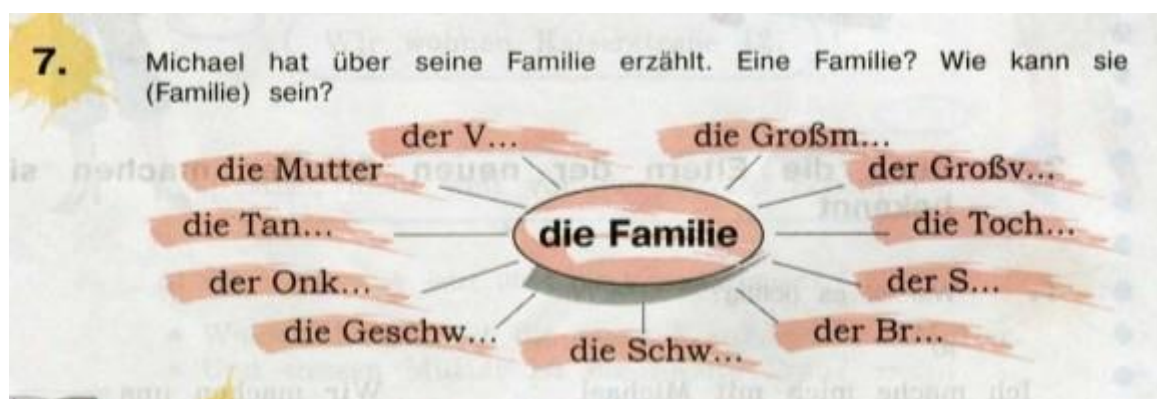 7.
Michael hat über seine Familie erzählt. Eine Familie? Wie kann sie
(Familie) sein?
der V...
die Großm...
die Mutter
der Großv...
die Tan...
die Familie
die Toch...
der Onk...
der S...
die Geschw...
die Schw...
der Br...